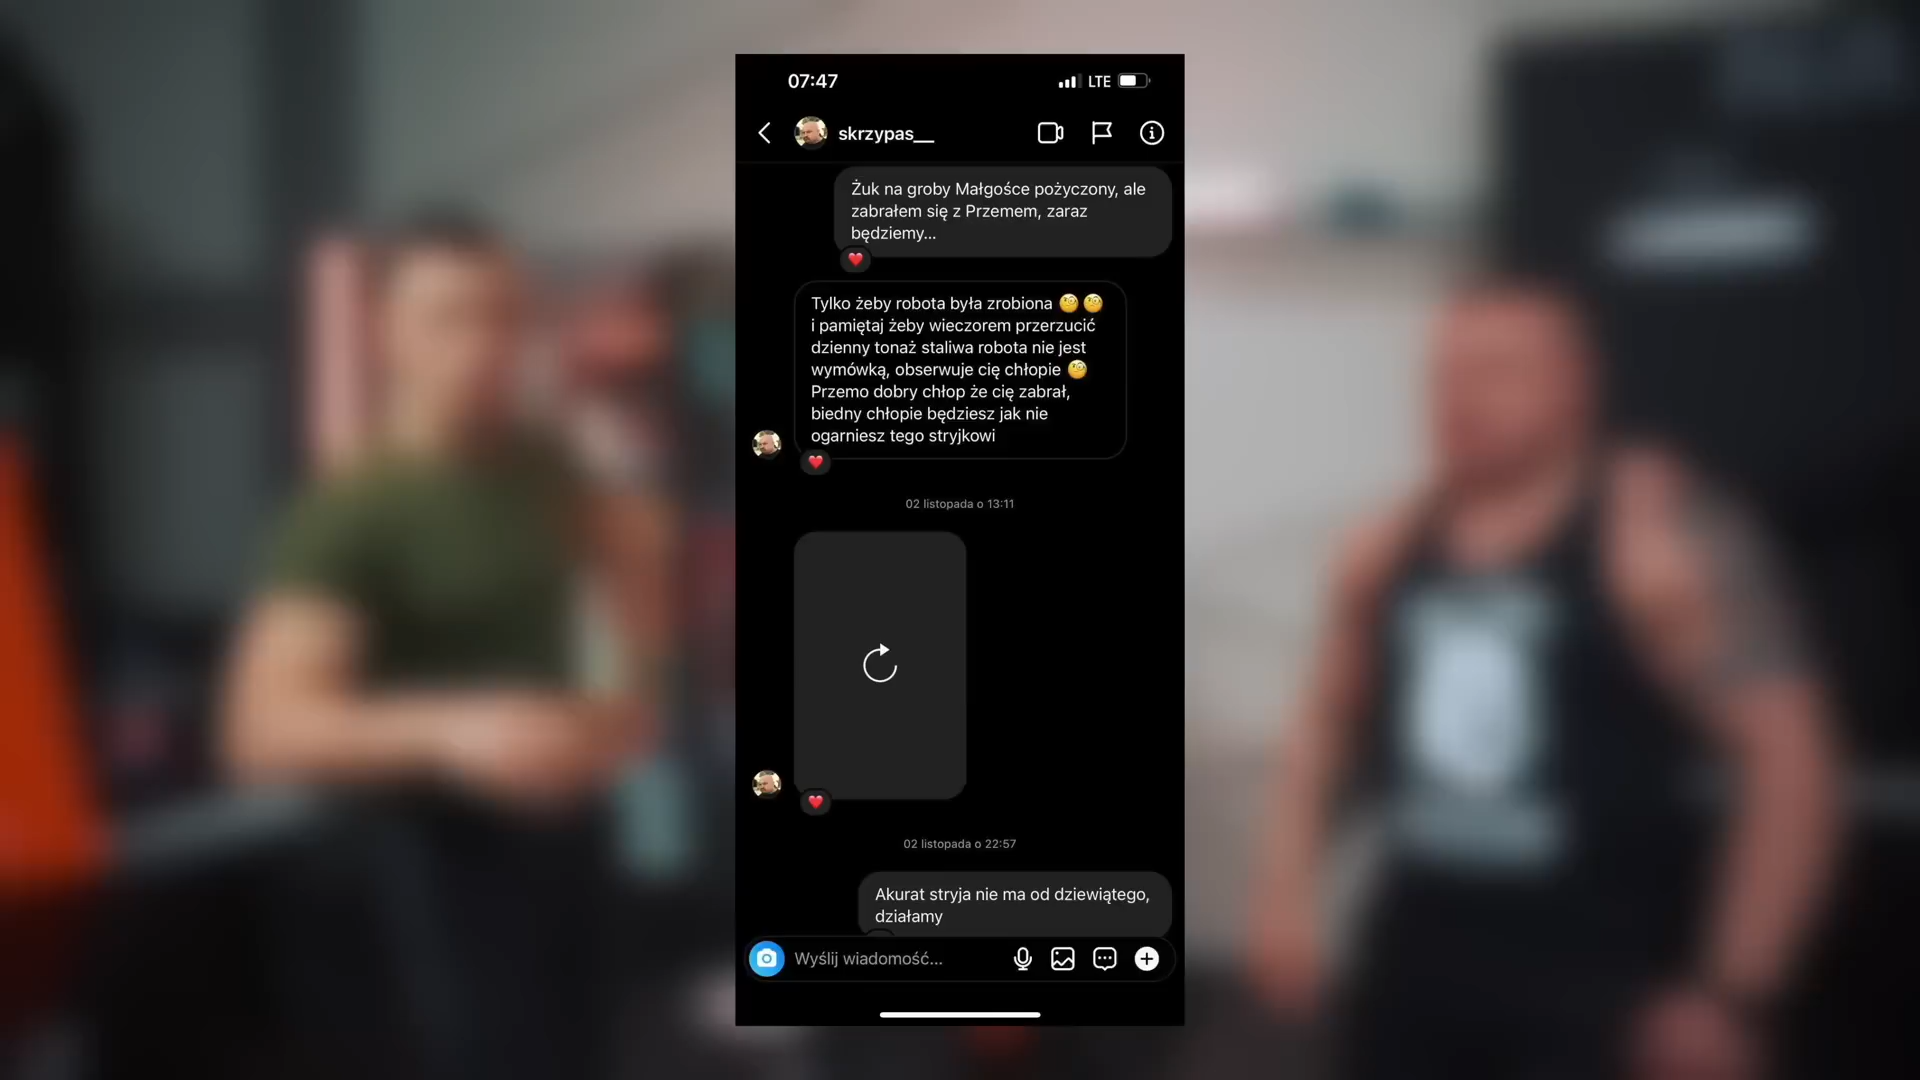 07:47
LTE
skrzypas__
Żuk na groby Małgośce pożyczony, ale
zabrałem się z Przemem, zaraz
będziemy...
Tylko żeby robota była zrobiona 🧐🧐
i pamiętaj żeby wieczorem przerzucić
dzienny tonaż staliwa robota nie jest
wymówką, obserwuje cię chłopie 🧐
Przemo dobry chłop że cię zabrał,
biedny chłopie będziesz jak nie
ogarniesz tego stryjkowi
02 listopada o 13:11
02 listopada o 22:57
Akurat stryja nie ma od dziewiątego,
działamy
Wyślij wiadomość...